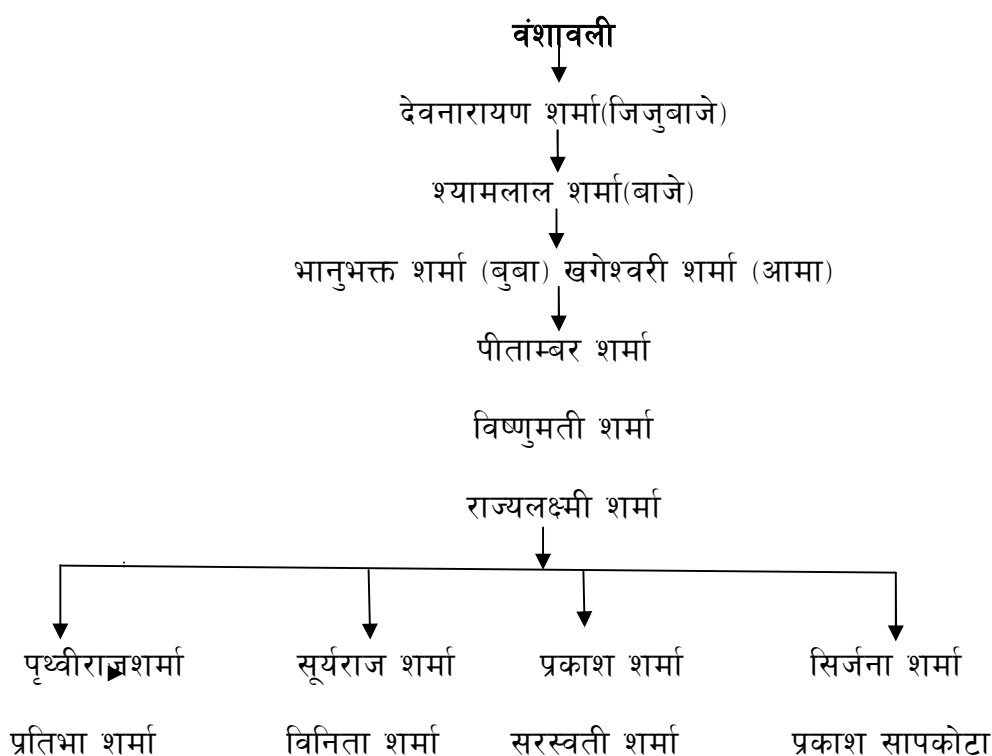 वंशावली
देवनारायण शर्मा(जिजुबाजे)
श्यामलाल शर्मा(बाजे)
भानुभक्त शर्मा (बुबा) खगेश्वरी शर्मा (आमा)
पीताम्बर शर्मा
विष्णुमती शर्मा
राज्यलक्ष्मी शर्मा
पृथ्वीराजशर्मा सूर्यराज शर्मा प्रकाश शर्मा सिर्जना शर्मा
प्रतिभा शर्मा विनिता शर्मा सरस्वती शर्मा प्रकाश सापकोटा